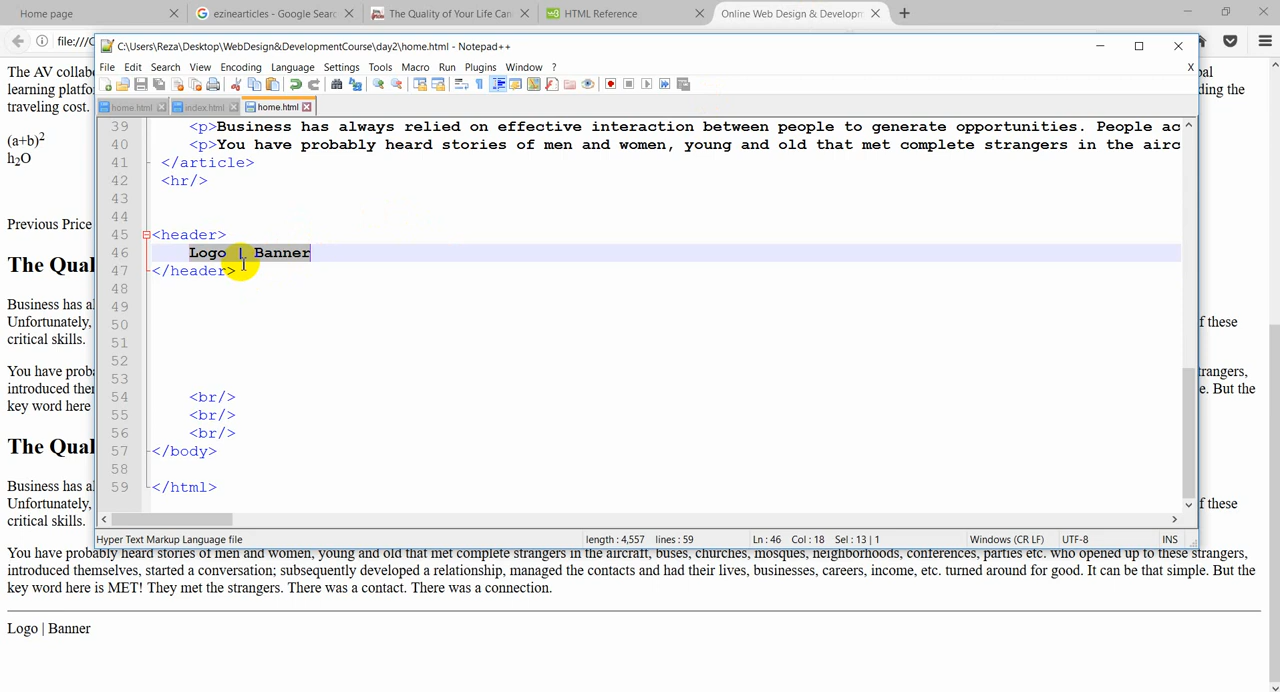 Home page
ezinearticles - Google Searc
The Quality of Your Life Can
HTML Reference
Online Web Design & Developm
file:///C
The AV collabo
learning platfor
ding the
traveling cost.
C:\Users\Reza\Desktop\WebDesign&DevelopmentCourse\day2\home.html - Notepad++
File Edit Search View Encoding Language Settings Tools Macro Run Plugins Window ? X
home.html
index.html
home.html
(a+b)2
h2O
Previous Price
The Qual
Business has al
Unfortunately,
f these
critical skills.
You have proba
trangers,
introduced them
e. But the
key word here
The Qual
Business has al
Unfortunately,
f these
critical skills.
39 <p>Business has always relied on effective interaction between people to generate opportunities. People ac
40 <p>You have probably heard stories of men and women, young and old that met complete strangers in the airc
41 </article>
42 <hr/>
43
44
45 <header>
46 Logo | Banner
47 </header>
48
49
50
51
52
53
54 <br/>
55 <br/>
56 <br/>
57 </body>
58
59 </html>
Hyper Text Markup Language file length : 4,557 lines : 59 Ln : 46 Col : 18 Sel : 13 | 1 Windows (CR LF) UTF-8 INS
You have probably heard stories of men and women, young and old that met complete strangers in the aircraft, buses, churches, mosques, neighborhoods, conferences, parties etc. who opened up to these strangers,
introduced themselves, started a conversation; subsequently developed a relationship, managed the contacts and had their lives, businesses, careers, income, etc. turned around for good. It can be that simple. But the
key word here is MET! They met the strangers. There was a contact. There was a connection.
Logo | Banner